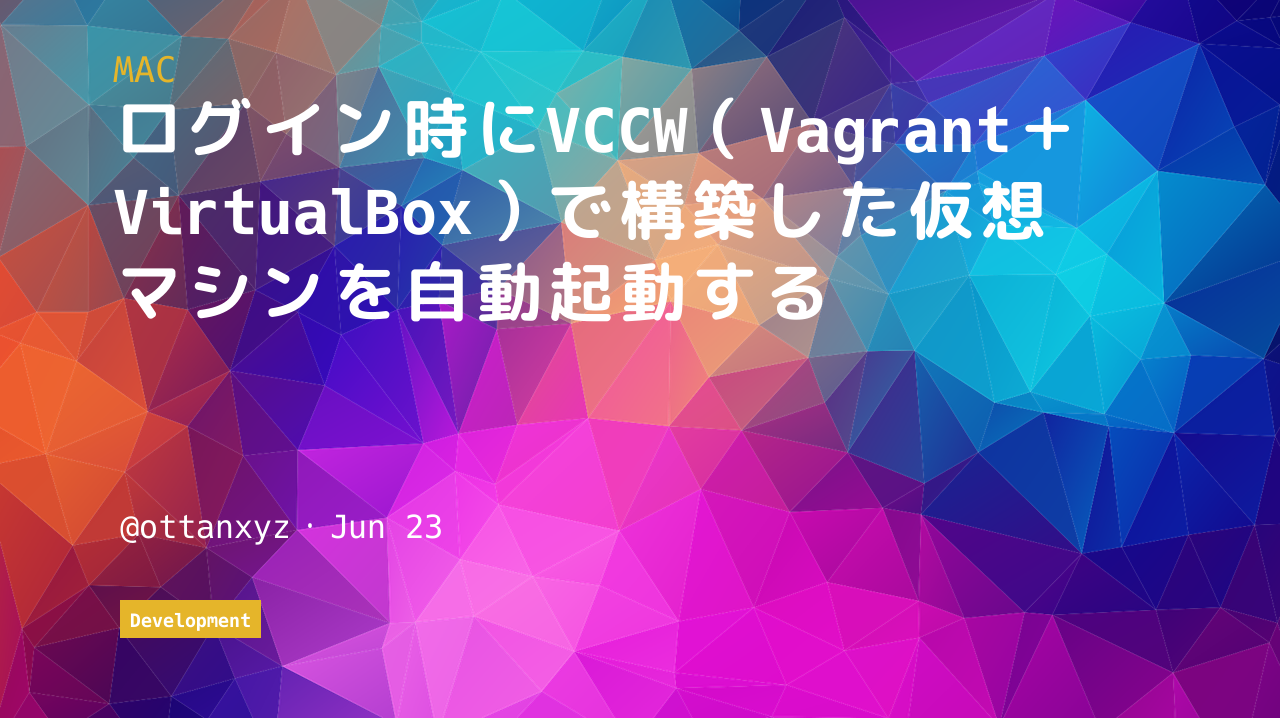 MAC
ログイン時にVCCW（Vagrant＋
VirtualBox）で構築した仮想
マシンを自動起動する
@ottanxyz・Jun 23
Development